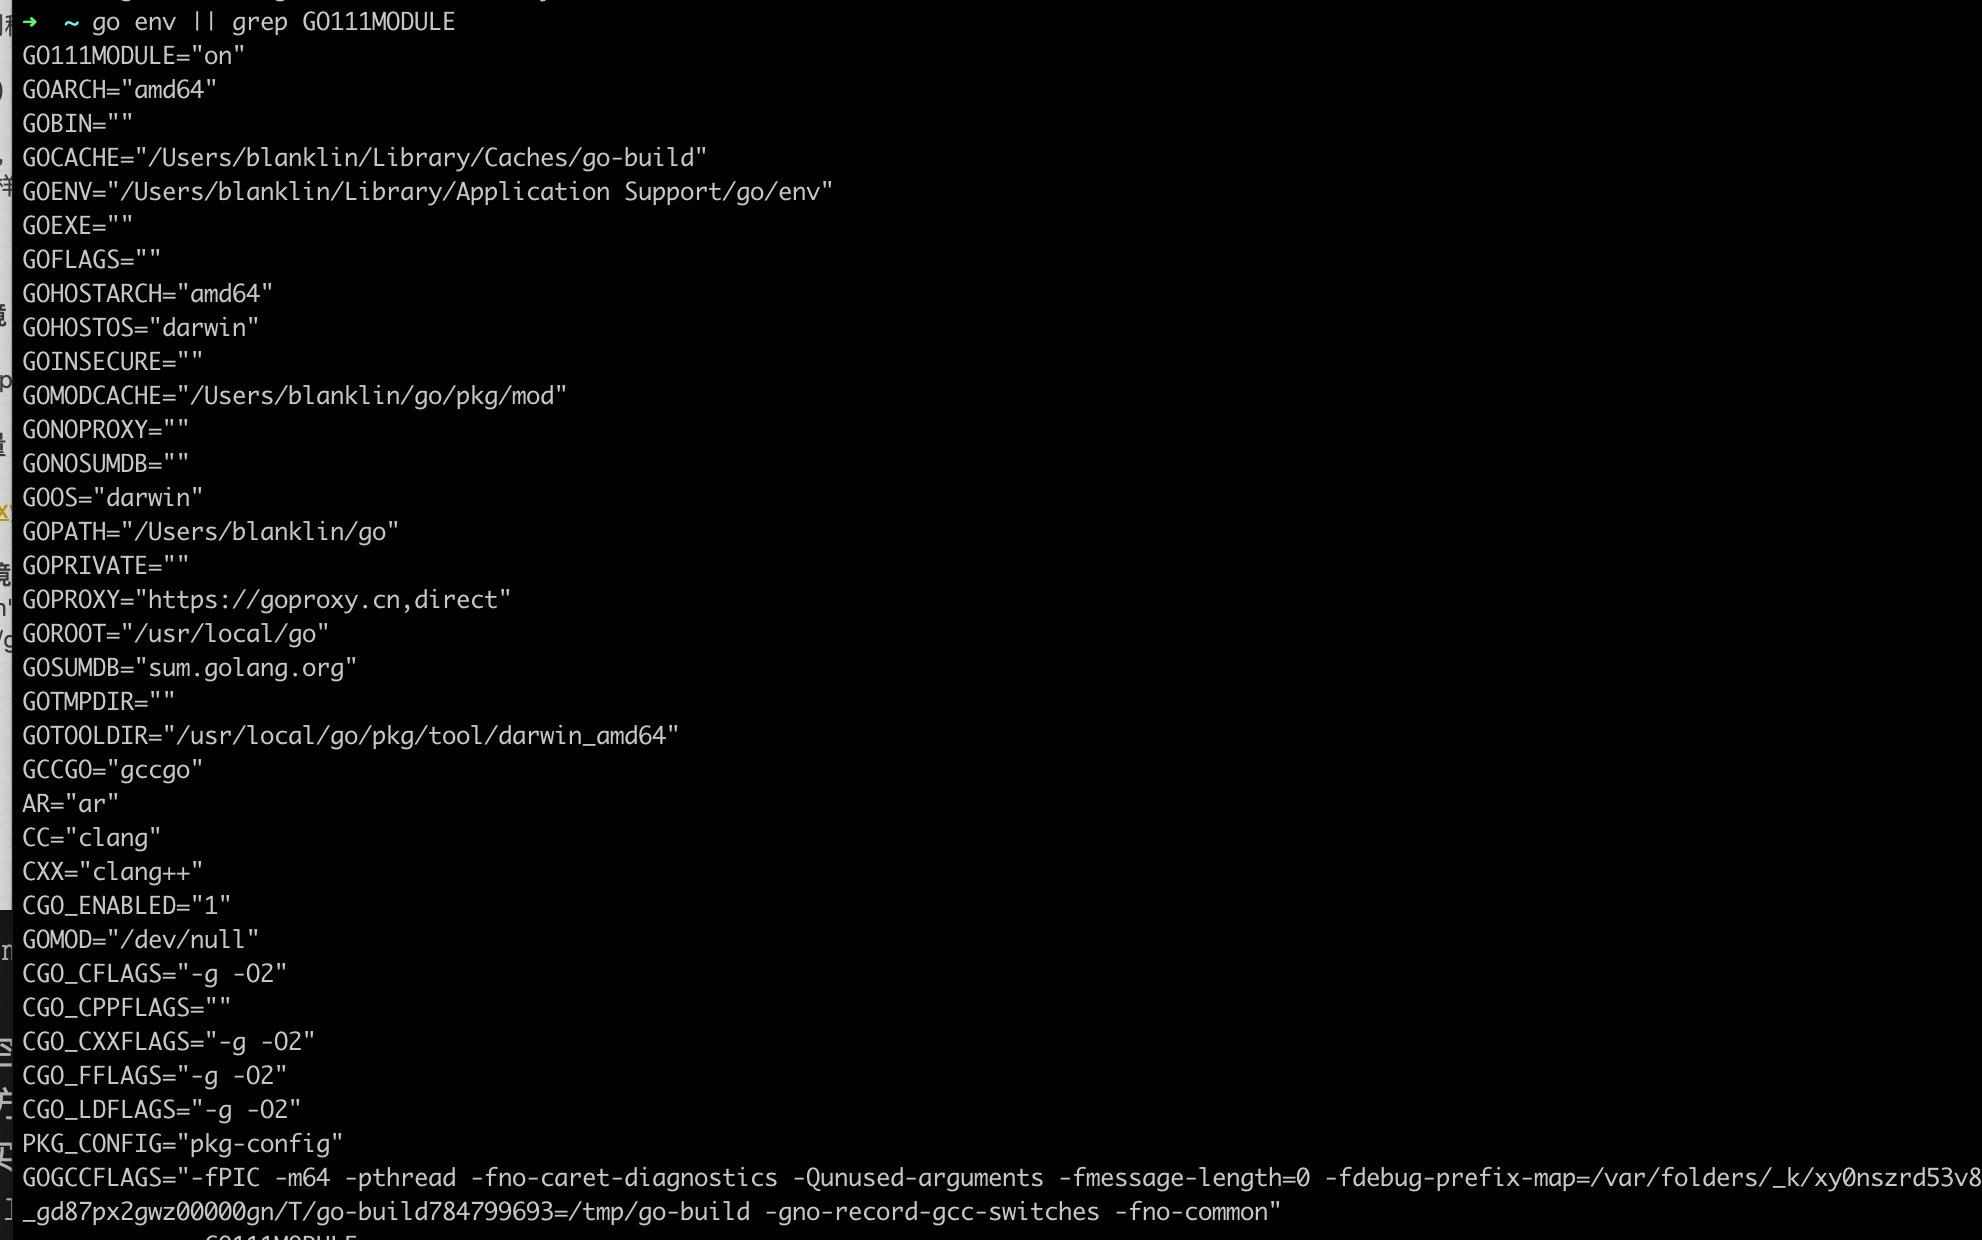 ➜  ~ go env || grep GO111MODULE
GO111MODULE="on"
GOARCH="amd64"
GOBIN=""
GOCACHE="/Users/blanklin/Library/Caches/go-build"
GOENV="/Users/blanklin/Library/Application Support/go/env"
GOEXE=""
GOFLAGS=""
GOHOSTARCH="amd64"
GOHOSTOS="darwin"
GOINSECURE=""
GOMODCACHE="/Users/blanklin/go/pkg/mod"
GONOPROXY=""
GONOSUMDB=""
GOOS="darwin"
GOPATH="/Users/blanklin/go"
GOPRIVATE=""
GOPROXY="https://goproxy.cn,direct"
GOROOT="/usr/local/go"
GOSUMDB="sum.golang.org"
GOTMPDIR=""
GOTOOLDIR="/usr/local/go/pkg/tool/darwin_amd64"
GCCGO="gccgo"
AR="ar"
CC="clang"
CXX="clang++"
CGO_ENABLED="1"
GOMOD="/dev/null"
CGO_CFLAGS="-g -O2"
CGO_CPPFLAGS=""
CGO_CXXFLAGS="-g -O2"
CGO_FFLAGS="-g -O2"
CGO_LDFLAGS="-g -O2"
PKG_CONFIG="pkg-config"
GOGCCFLAGS="-fPIC -m64 -pthread -fno-caret-diagnostics -Qunused-arguments -fmessage-length=0 -fdebug-prefix-map=/var/folders/_k/xy0nszrd53v8
_gd87px2gwz00000gn/T/go-build784799693=/tmp/go-build -gno-record-gcc-switches -fno-common"
GO111MODULE